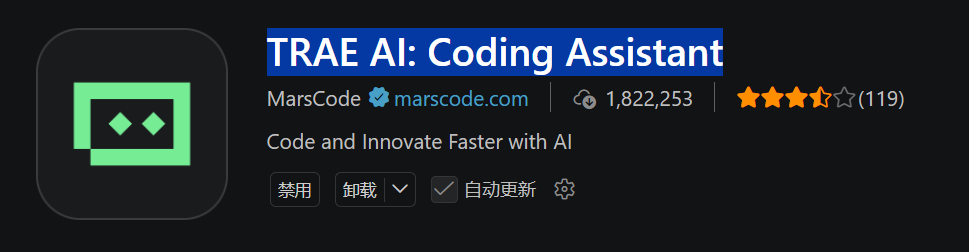 TRAE AI: Coding Assistant
MarsCode marscode.com 1,822,253 (119)
Code and Innovate Faster with AI
禁用 卸载 自动更新